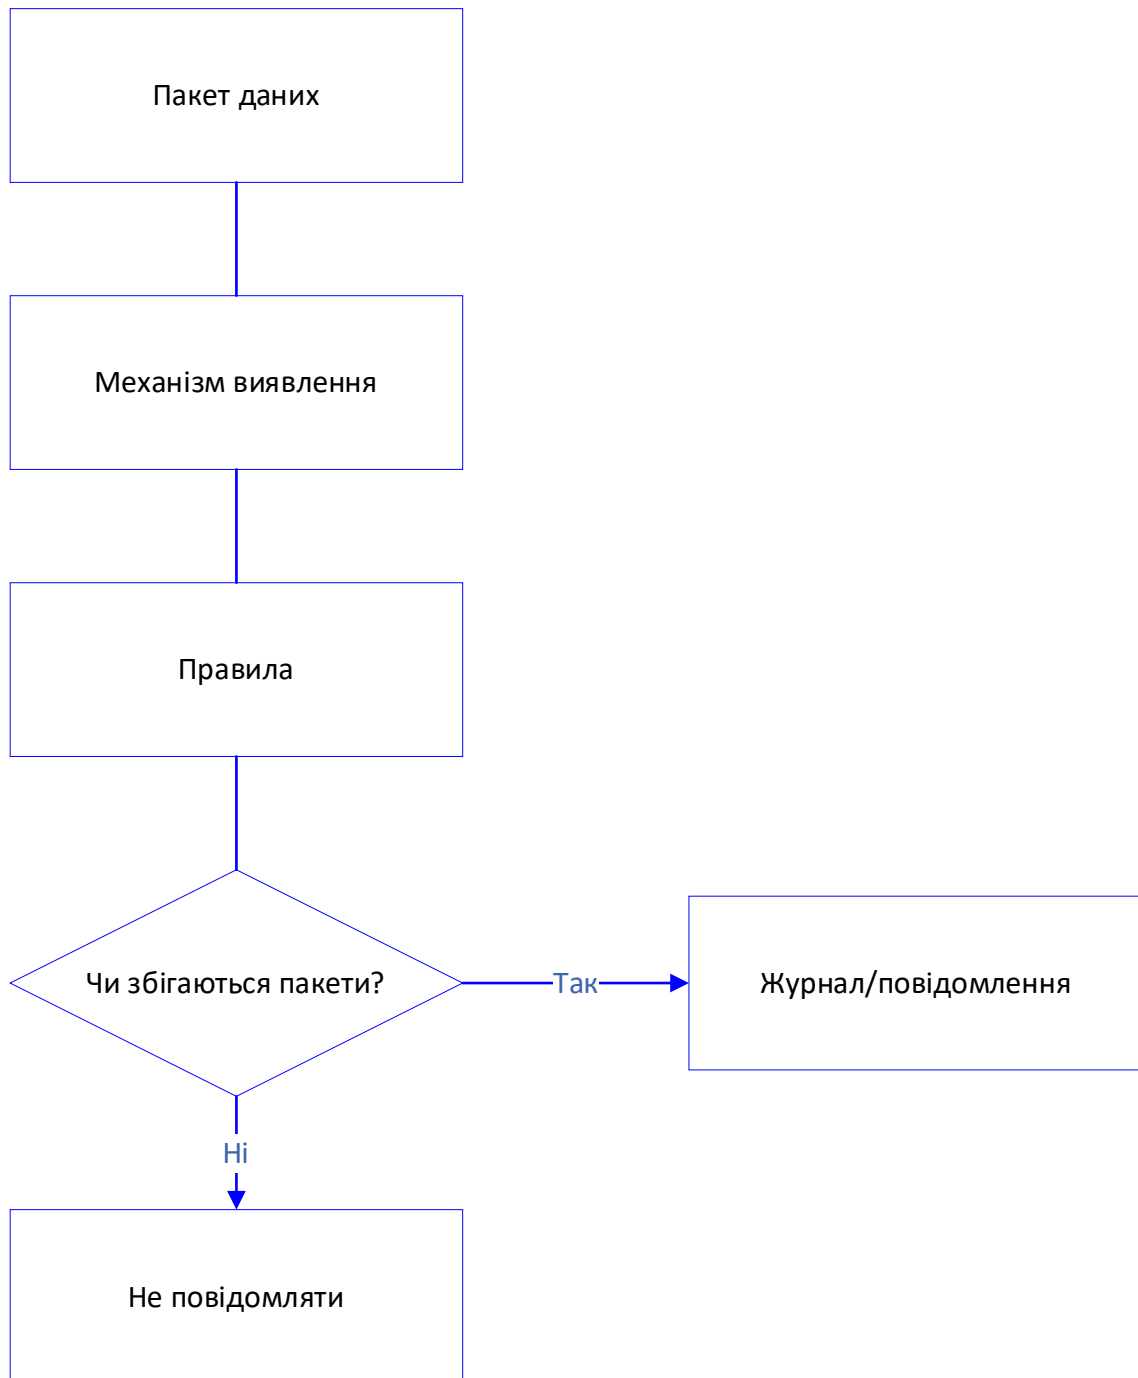 Пакет даних
Механізм виявлення
Правила
Чи збігаються пакети?
Так
Журнал/повідомлення
Ні
Не повідомляти